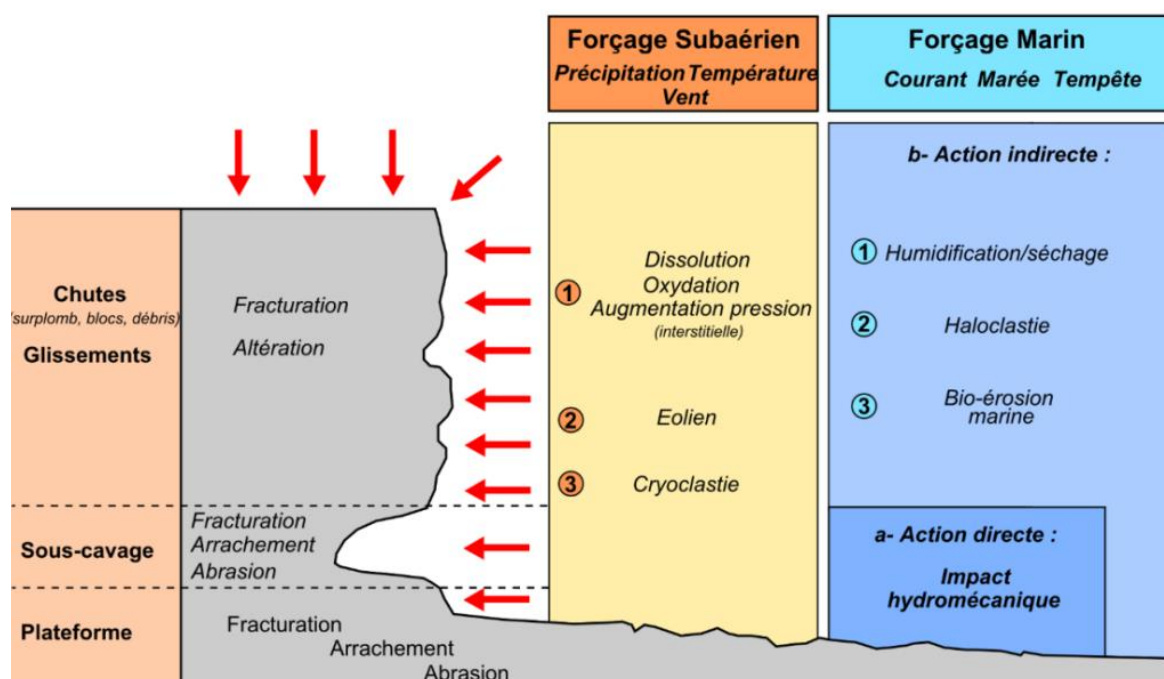 Forçage Subaérien
Précipitation Température
Vent
Forçage Marin
Courant Marée Tempête
Chutes
(surplomb, blocs, débris)
Glissements
Fracturation
Altération
1
Dissolution
Oxydation
Augmentation pression
(interstitielle)
2 Eolien
3 Cryoclastie
b- Action indirecte :
1 Humidification/séchage
2 Haloclastie
3 Bio-érosion
marine
Sous-cavage
Fracturation
Arrachement
Abrasion
a- Action directe :
Impact
hydromécanique
Plateforme
Fracturation
Arrachement
Abrasion